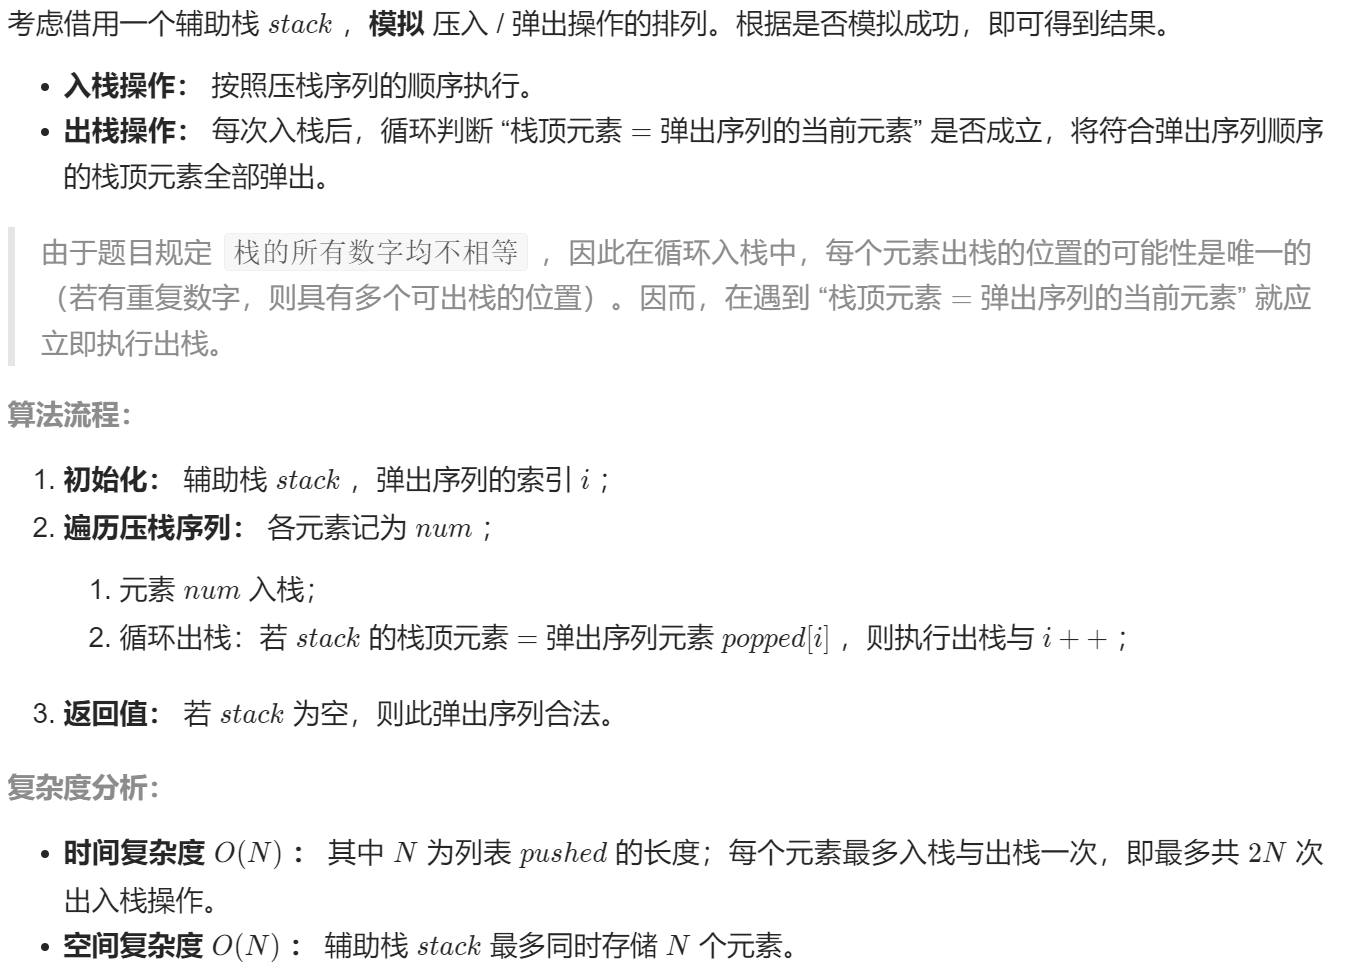 考虑借用一个辅助栈 stack ，模拟 压入 / 弹出操作的排列。根据是否模拟成功，即可得到结果。
• 入栈操作： 按照压栈序列的顺序执行。
• 出栈操作： 每次入栈后，循环判断 “栈顶元素 = 弹出序列的当前元素” 是否成立，将符合弹出序列顺序
的栈顶元素全部弹出。
由于题目规定 栈的所有数字均不相等 ，因此在循环入栈中，每个元素出栈的位置的可能性是唯一的
（若有重复数字，则具有多个可出栈的位置）。因而，在遇到 “栈顶元素 = 弹出序列的当前元素” 就应
立即执行出栈。
算法流程：
1. 初始化： 辅助栈 stack ，弹出序列的索引 i ；
2. 遍历压栈序列： 各元素记为 num ；
1. 元素 num 入栈；
2. 循环出栈：若 stack 的栈顶元素 = 弹出序列元素 popped[i] ，则执行出栈与 i++ ；
3. 返回值： 若 stack 为空，则此弹出序列合法。
复杂度分析：
• 时间复杂度 O(N) ： 其中 N 为列表 pushed 的长度；每个元素最多入栈与出栈一次，即最多共 2N 次
出入栈操作。
• 空间复杂度 O(N) ： 辅助栈 stack 最多同时存储 N 个元素。